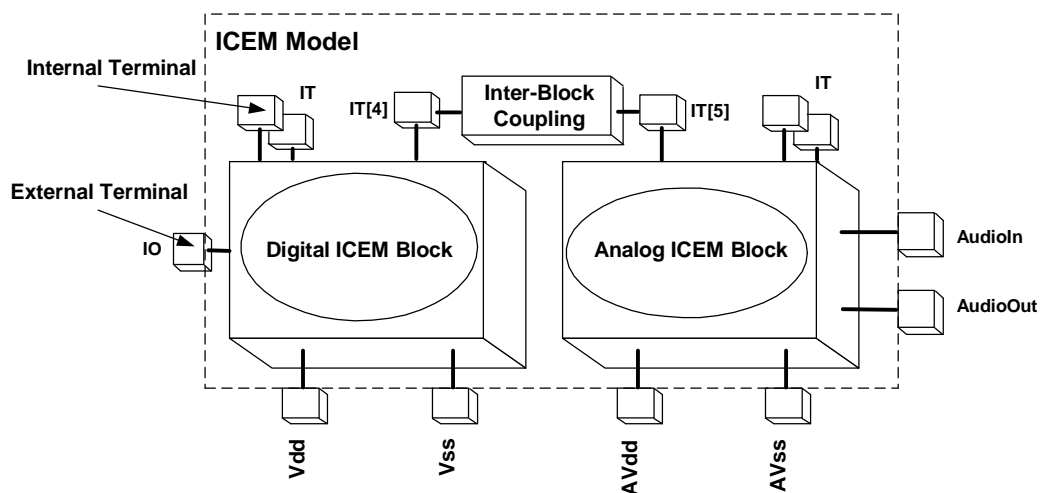 ICEM Model
Internal Terminal
IT
IT[4]
Inter-Block
Coupling
IT[5]
IT
External Terminal
IO
Digital ICEM Block
Analog ICEM Block
AudioIn
AudioOut
Vdd
Vss
AVdd
AVss